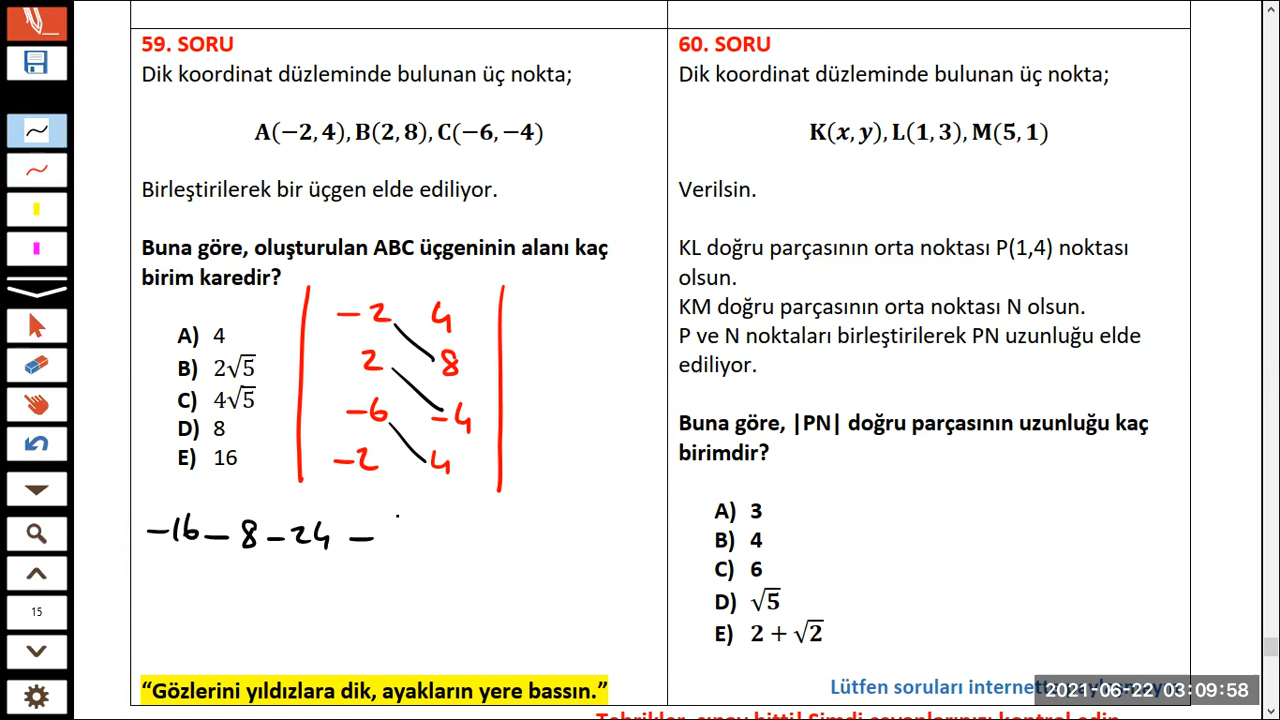 59. SORU
Dik koordinat düzleminde bulunan üç nokta;
A(−2, 4), B(2, 8), C(−6, −4)
Birleştirilerek bir üçgen elde ediliyor.
Buna göre, oluşturulan ABC üçgeninin alanı kaç
birim karedir?
A) 4
B) 2√5
C) 4√5
D) 8
E) 16
−2 4
2 8
−6 −4
−2 4
−16 − 8 − 24 −
“Gözlerini yıldızlara dik, ayakların yere bassın.”
60. SORU
Dik koordinat düzleminde bulunan üç nokta;
K(x, y), L(1, 3), M(5, 1)
Verilsin.
KL doğru parçasının orta noktası P(1,4) noktası
olsun.
KM doğru parçasının orta noktası N olsun.
P ve N noktaları birleştirilerek PN uzunluğu elde
ediliyor.
Buna göre, |PN| doğru parçasının uzunluğu kaç
birimdir?
A) 3
B) 4
C) 6
D) √5
E) 2 + √2
Lütfen soruları
2021-06-22, 03:09:58
15